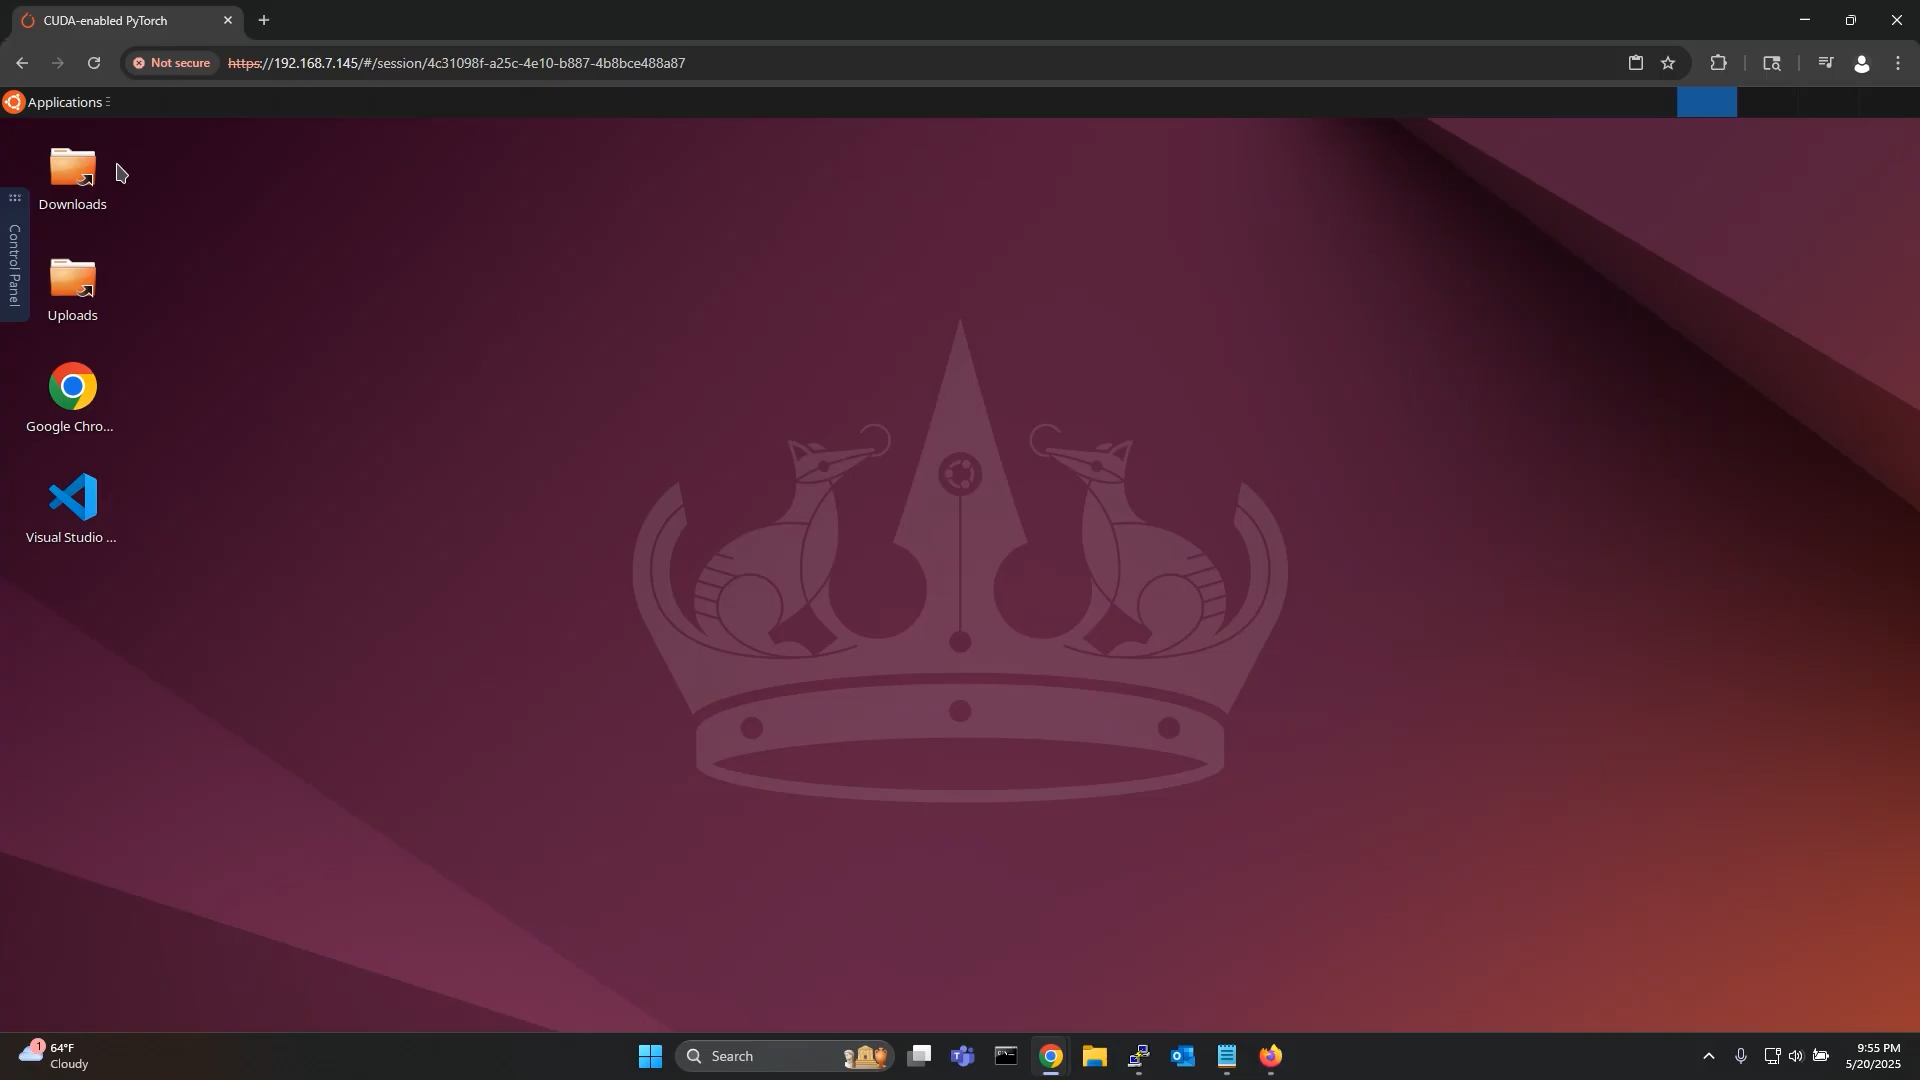 CUDA-enabled PyTorch
Not secure
https://192.168.7.145/#/session/4c31098f-a25c-4e10-b887-4b8bce488a87
Applications
Downloads
Control Panel
Uploads
Google Chro...
Visual Studio ...
1
64°F
Cloudy
Search
9:55 PM
5/20/2025